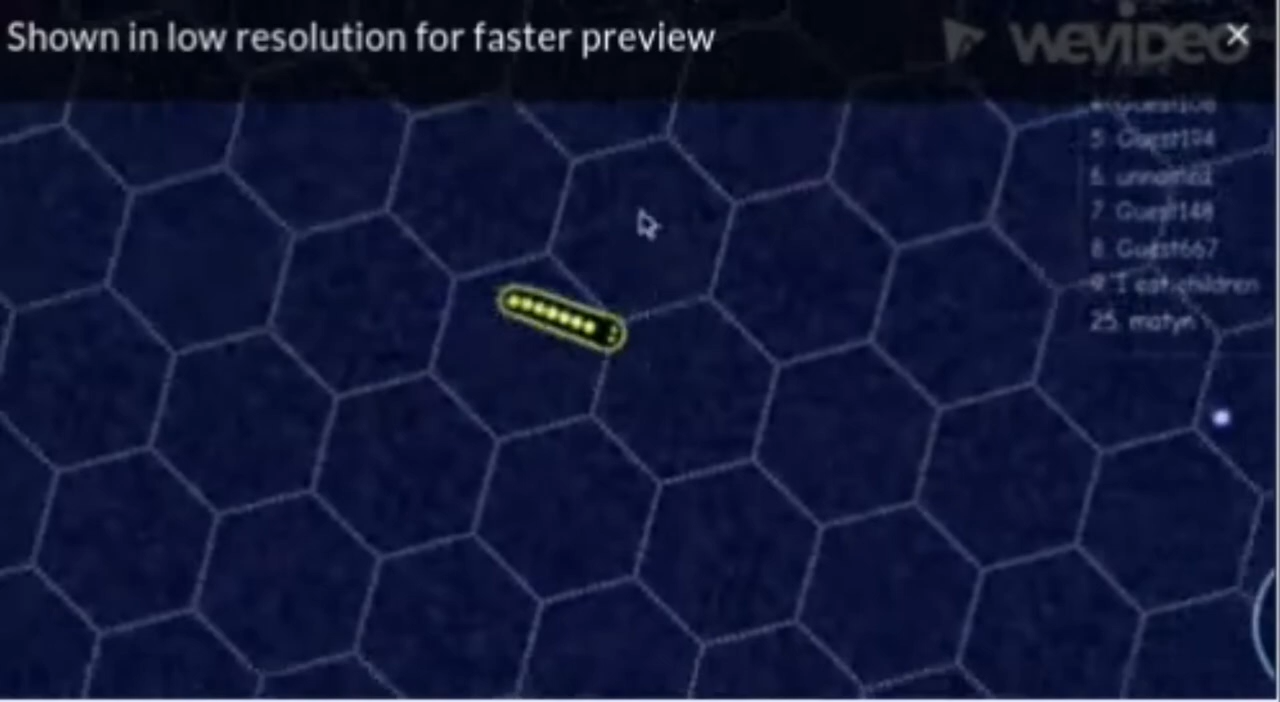 Shown in low resolution for faster preview
WeVideo
5. Guest194
6. unnamed
7. Guest148
8. Guest667
9. I eat children
25. matyn